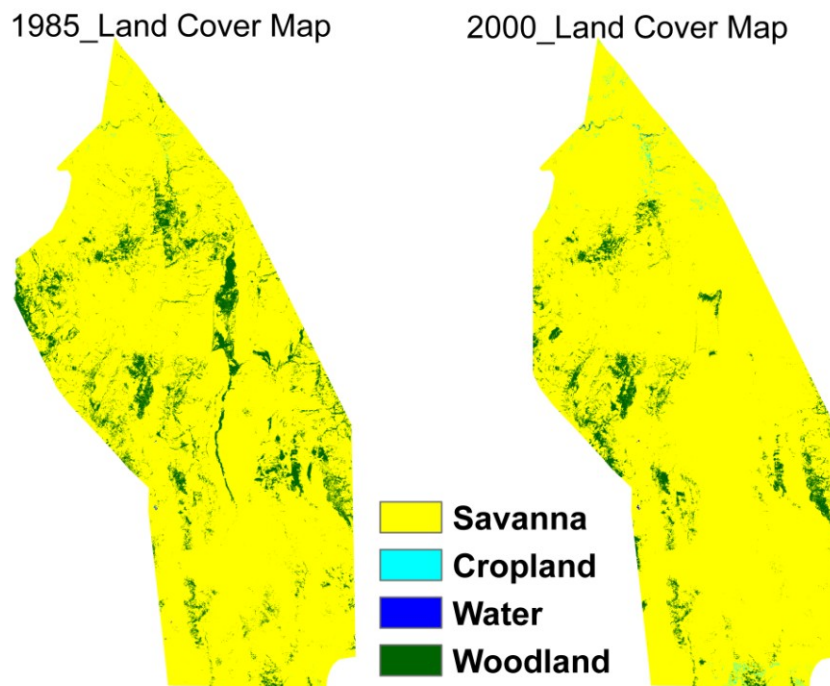 1985_Land Cover Map
2000_Land Cover Map
Savanna
Cropland
Water
Woodland